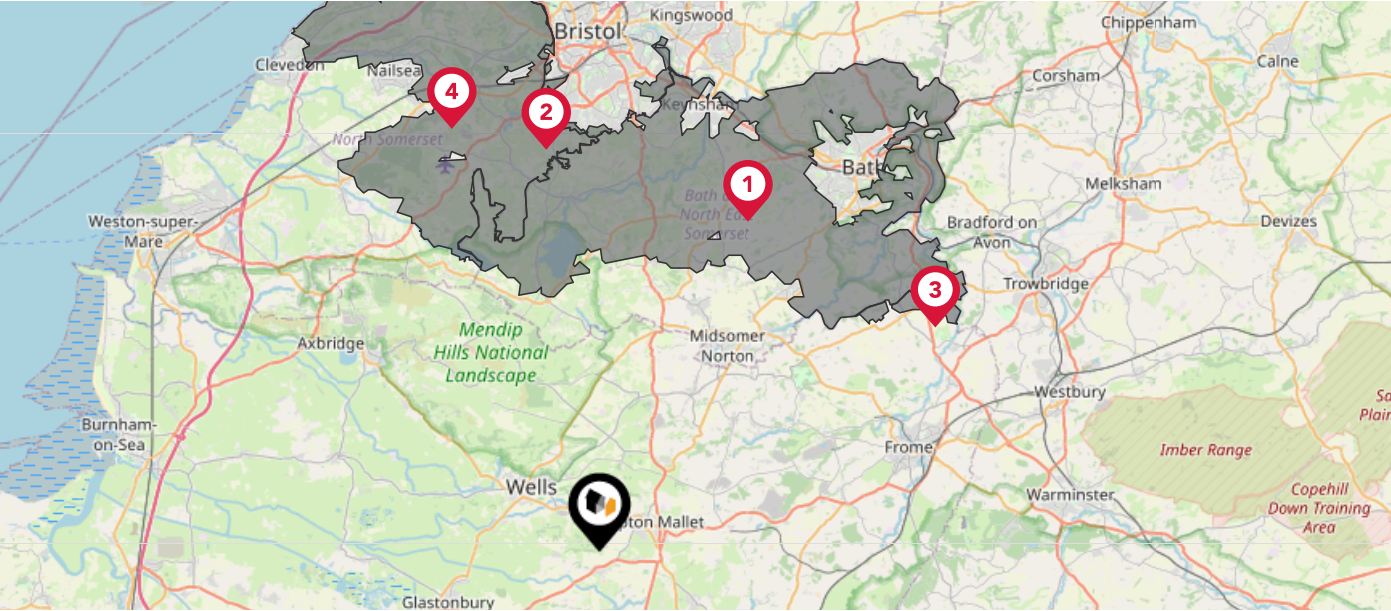 Bristol
Kingswood
Chippenham
Clevedon
Nailsea
Calne
Corsham
4
2
Keynsham
North Somerset
Bath
1
Melksham
Bath
North East
Somerset
Weston-super-
Mare
Bradford on
Avon
Devizes
3
Trowbridge
Mendip
Hills National
Landscape
Axbridge
Midsomer
Norton
Westbury
Burnham-
on-Sea
Frome
Imber Range
Wells
Copehill
Down Training
Area
Warminster
ton Mallet
Glastonbury